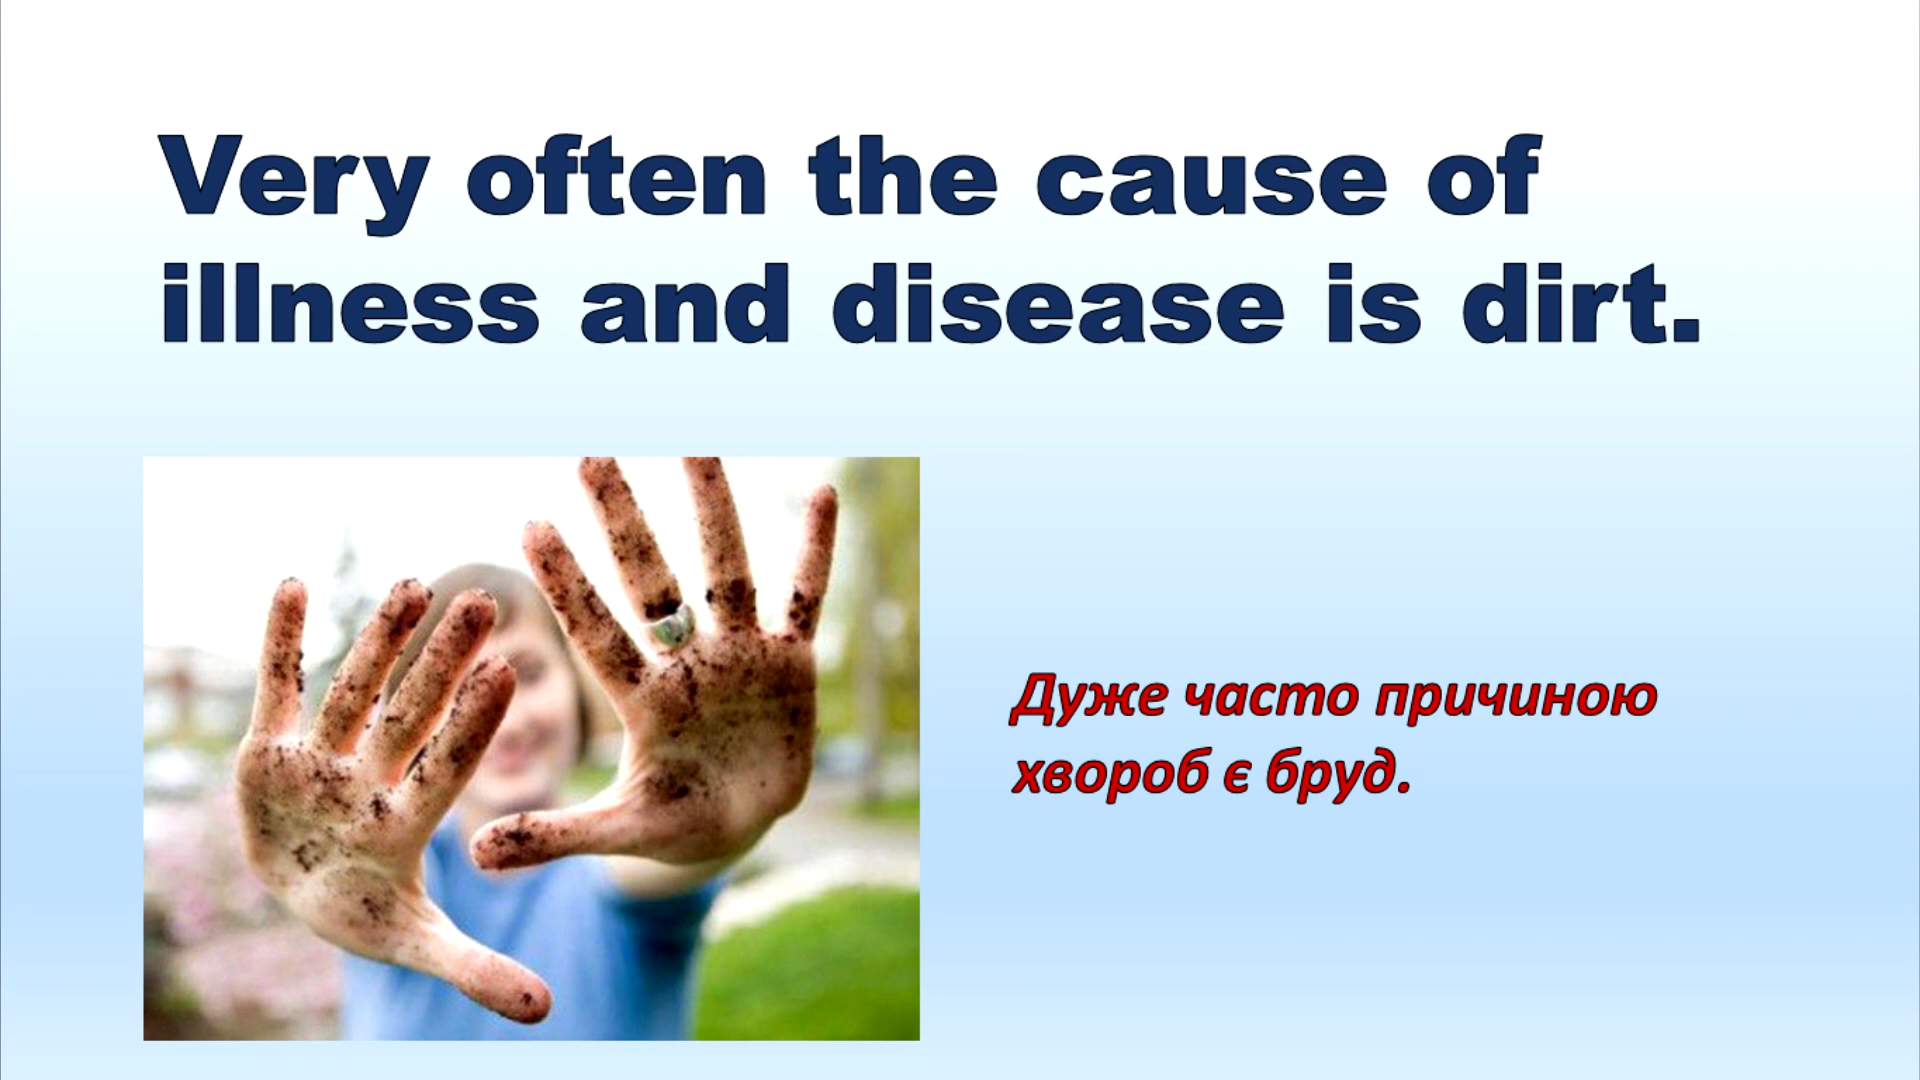 Very often the cause of
illness and disease is dirt.
Дуже часто причиною
хвороб є бруд.